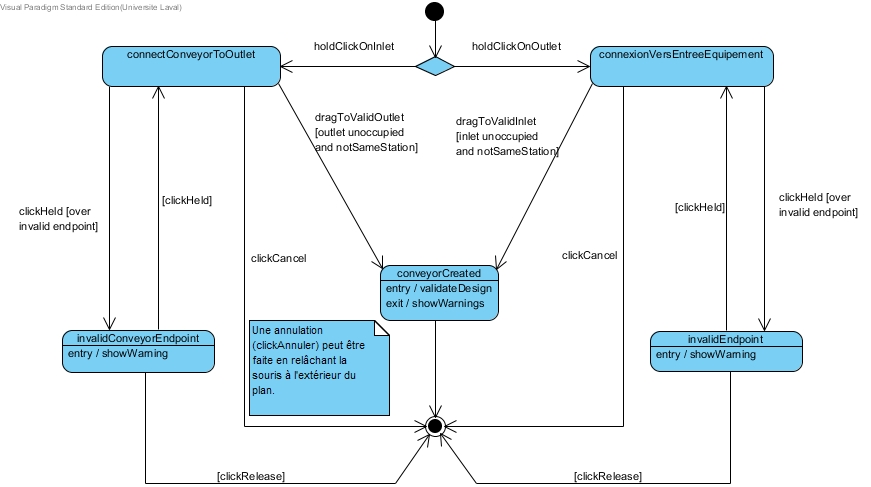 Visual Paradigm Standard Edition(Universite Laval)
holdClickOnInlet
holdClickOnOutlet
connectConveyorToOutlet
connexionVersEntreeEquipement
dragToValidOutlet
[outlet unoccupied
and notSameStation]
dragToValidInlet
[inlet unoccupied
and notSameStation]
clickHeld [over
invalid endpoint]
[clickHeld]
[clickHeld]
clickHeld [over
invalid endpoint]
clickCancel
clickCancel
conveyorCreated
entry / validateDesign
exit / showWarnings
invalidConveyorEndpoint
entry / showWarning
Une annulation
(clickAnnuler) peut être
faite en relâchant la
souris à l'extérieur du
plan.
invalidEndpoint
entry / showWarning
[clickRelease]
[clickRelease]